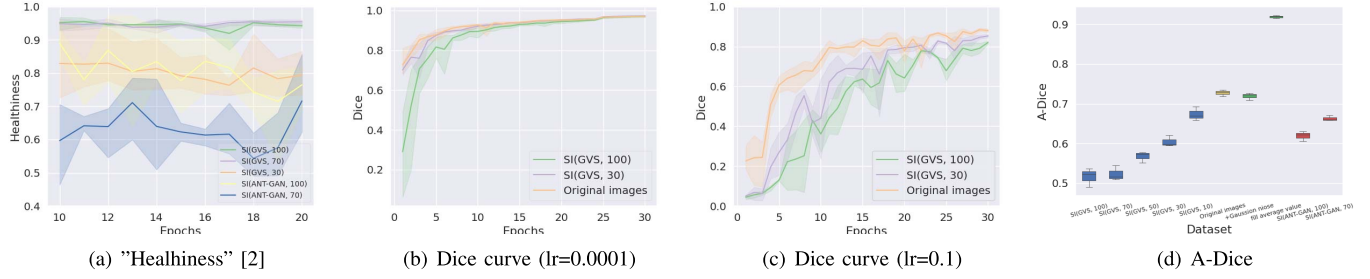 1.0
0.9
0.8
0.7
0.6
0.5
0.4
10
12
14
16
18
20
Healhiness
Epochs
SI(GVS, 100)
SI(GVS, 70)
SI(GVS, 30)
SI(ANT-GAN, 100)
SI(ANT-GAN, 70)
(a) "Healhiness" [2]
1.0
0.8
0.6
0.4
0.2
0
5
10
15
20
25
30
Dice
Epochs
SI(GVS, 100)
SI(GVS, 30)
Original images
(b) Dice curve (lr=0.0001)
1.0
0.8
0.6
0.4
0.2
0.0
0
5
10
15
20
25
30
Dice
Epochs
SI(GVS, 100)
SI(GVS, 30)
Original images
(c) Dice curve (lr=0.1)
0.9
0.8
0.7
0.6
0.5
A-Dice
SI(GVS, 100)
SI(GVS, 70)
SI(GVS, 50)
SI(GVS, 30)
SI(GVS, 10)
Original images
+Gaussian niose
fill average value
SI(ANT-GAN, 100)
SI(ANT-GAN, 70)
Dataset
(d) A-Dice